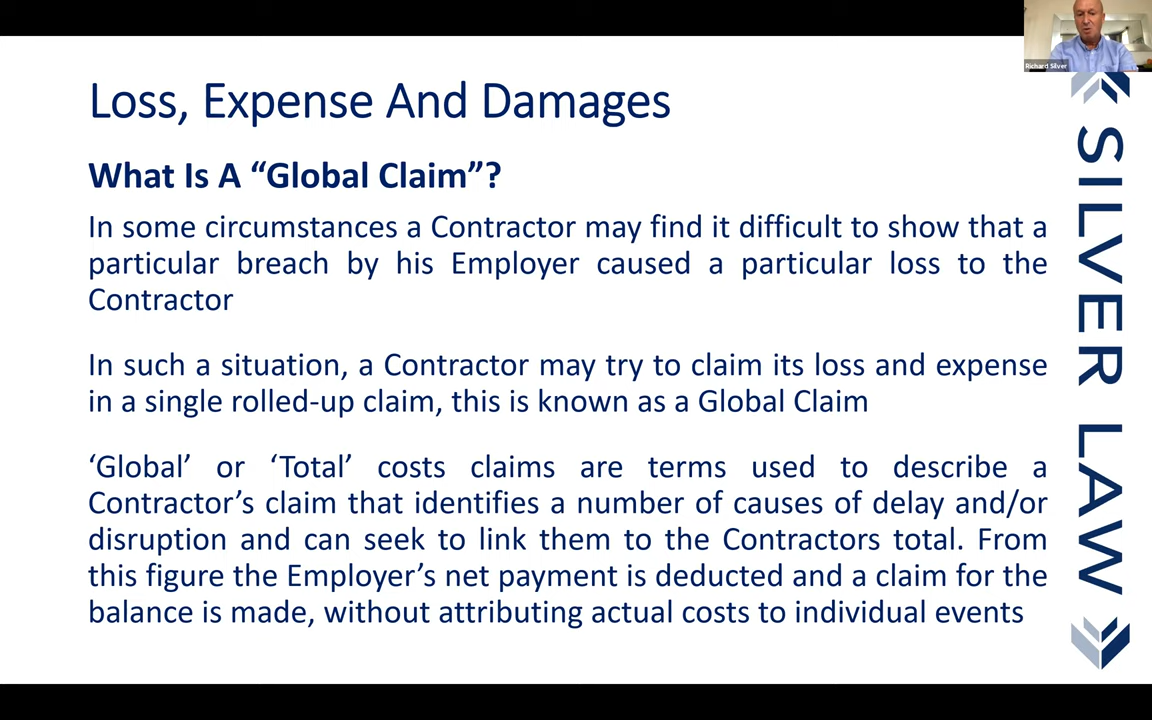 Richard Silver
Loss, Expense And Damages
What Is A “Global Claim”?
In some circumstances a Contractor may find it difficult to show that a
particular breach by his Employer caused a particular loss to the
Contractor
In such a situation, a Contractor may try to claim its loss and expense
in a single rolled-up claim, this is known as a Global Claim
‘Global’ or ‘Total’ costs claims are terms used to describe a
Contractor’s claim that identifies a number of causes of delay and/or
disruption and can seek to link them to the Contractors total. From
this figure the Employer’s net payment is deducted and a claim for the
balance is made, without attributing actual costs to individual events
SILVER LAW